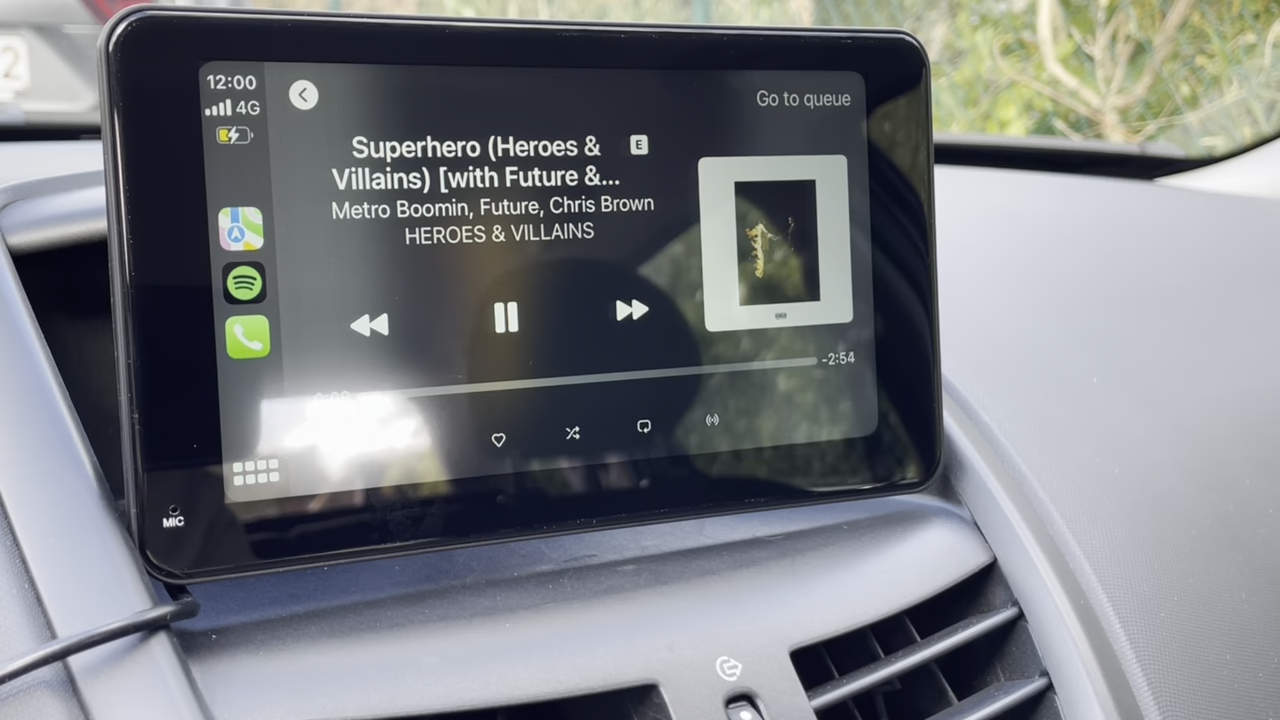 2
12:00
4G
Go to queue
Superhero (Heroes & E
Villains) [with Future &...
Metro Boomin, Future, Chris Brown
HEROES & VILLAINS
-2:54
MIC